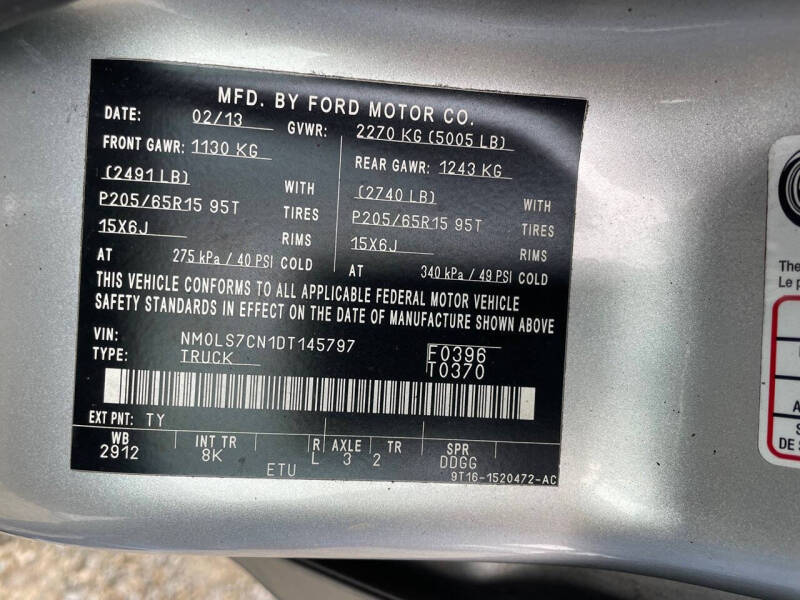 MFD. BY FORD MOTOR CO.
DATE: 02/13 GVWR: 2270 KG (5005 LB)
FRONT GAWR: 1130 KG REAR GAWR: 1243 KG
(2491 LB) WITH (2740 LB) WITH
P205/65R15 95T TIRES P205/65R15 95T TIRES
15X6J RIMS 15X6J RIMS
AT 275 kPa / 40 PSI COLD AT 340 kPa / 49 PSI COLD
THIS VEHICLE CONFORMS TO ALL APPLICABLE FEDERAL MOTOR VEHICLE
SAFETY STANDARDS IN EFFECT ON THE DATE OF MANUFACTURE SHOWN ABOVE
VIN: NM0LS7CN1DT145797 F0396
TYPE: TRUCK T0370
EXT PNT: TY
WB INT TR R AXLE TR SPR
2912 8K L 3 2 DDGG
ETU 9T16-1520472-AC
The
Le p
A
S
DE S